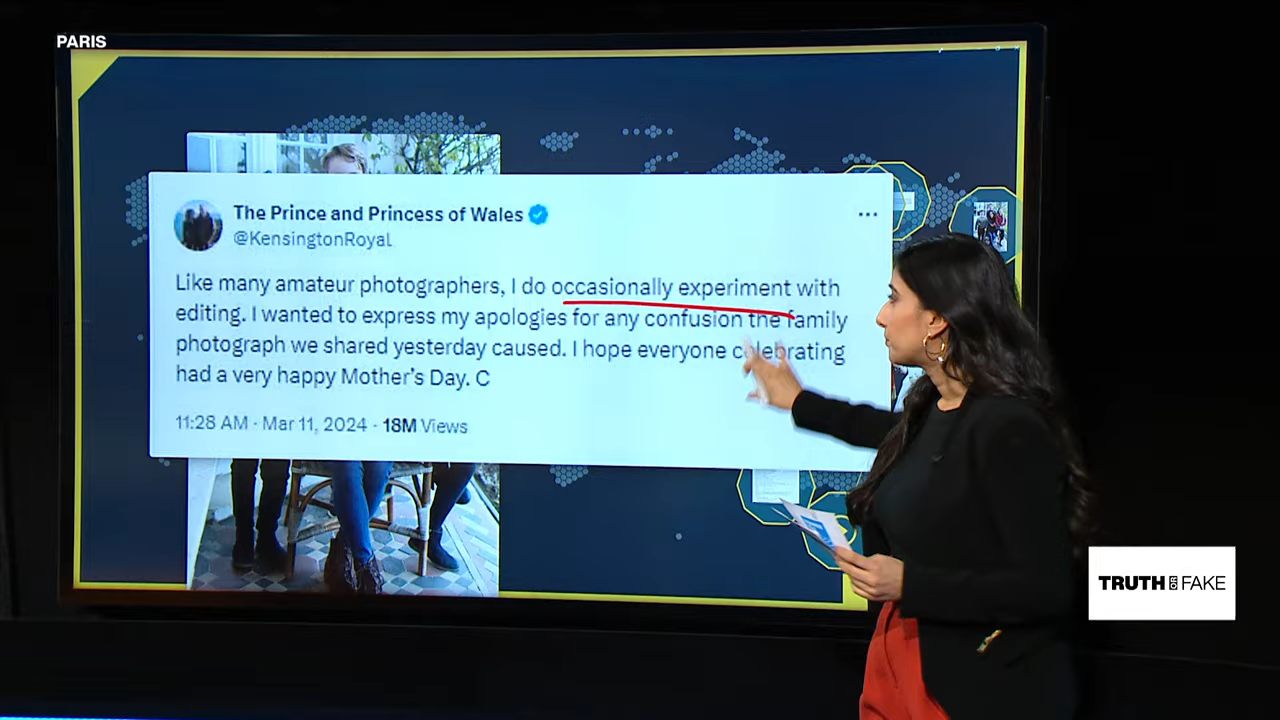 PARIS
The Prince and Princess of Wales
@KensingtonRoyal
Like many amateur photographers, I do occasionally experiment with
editing. I wanted to express my apologies for any confusion the family
photograph we shared yesterday caused. I hope everyone celebrating
had a very happy Mother's Day. C
11:28 AM · Mar 11, 2024 · 18M Views
TRUTH OR FAKE